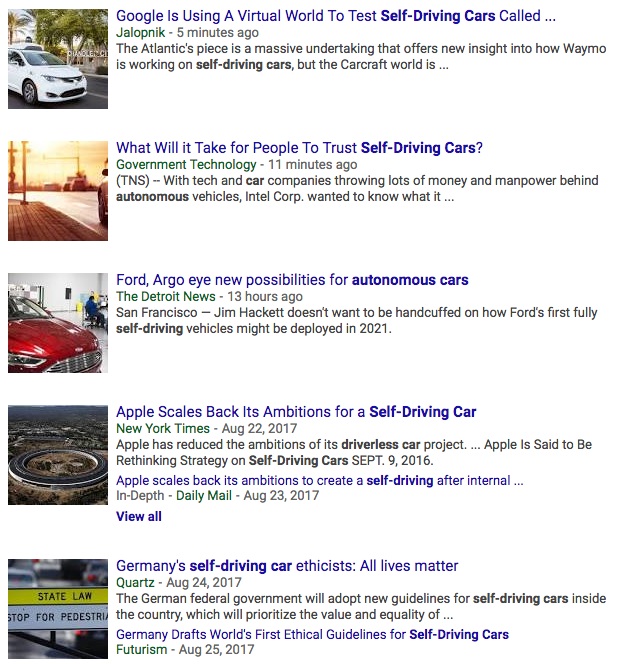 Google Is Using A Virtual World To Test Self-Driving Cars Called ...
Jalopnik - 5 minutes ago
The Atlantic's piece is a massive undertaking that offers new insight into how Waymo
is working on self-driving cars, but the Carcraft world is ...
What Will it Take for People To Trust Self-Driving Cars?
Government Technology - 11 minutes ago
(TNS) -- With tech and car companies throwing lots of money and manpower behind
autonomous vehicles, Intel Corp. wanted to know what it ...
Ford, Argo eye new possibilities for autonomous cars
The Detroit News - 13 hours ago
San Francisco — Jim Hackett doesn't want to be handcuffed on how Ford's first fully
self-driving vehicles might be deployed in 2021.
Apple Scales Back Its Ambitions for a Self-Driving Car
New York Times - Aug 22, 2017
Apple has reduced the ambitions of its driverless car project. ... Apple Is Said to Be
Rethinking Strategy on Self-Driving Cars SEPT. 9, 2016.
Apple scales back its ambitions to create a self-driving after internal ...
In-Depth - Daily Mail - Aug 23, 2017
View all
Germany's self-driving car ethicists: All lives matter
Quartz - Aug 24, 2017
STATE LAW
STOP FOR PEDESTRIA
The German federal government will adopt new guidelines for self-driving cars inside
the country, which will prioritize the value and equality of ...
Germany Drafts World's First Ethical Guidelines for Self-Driving Cars
Futurism - Aug 25, 2017